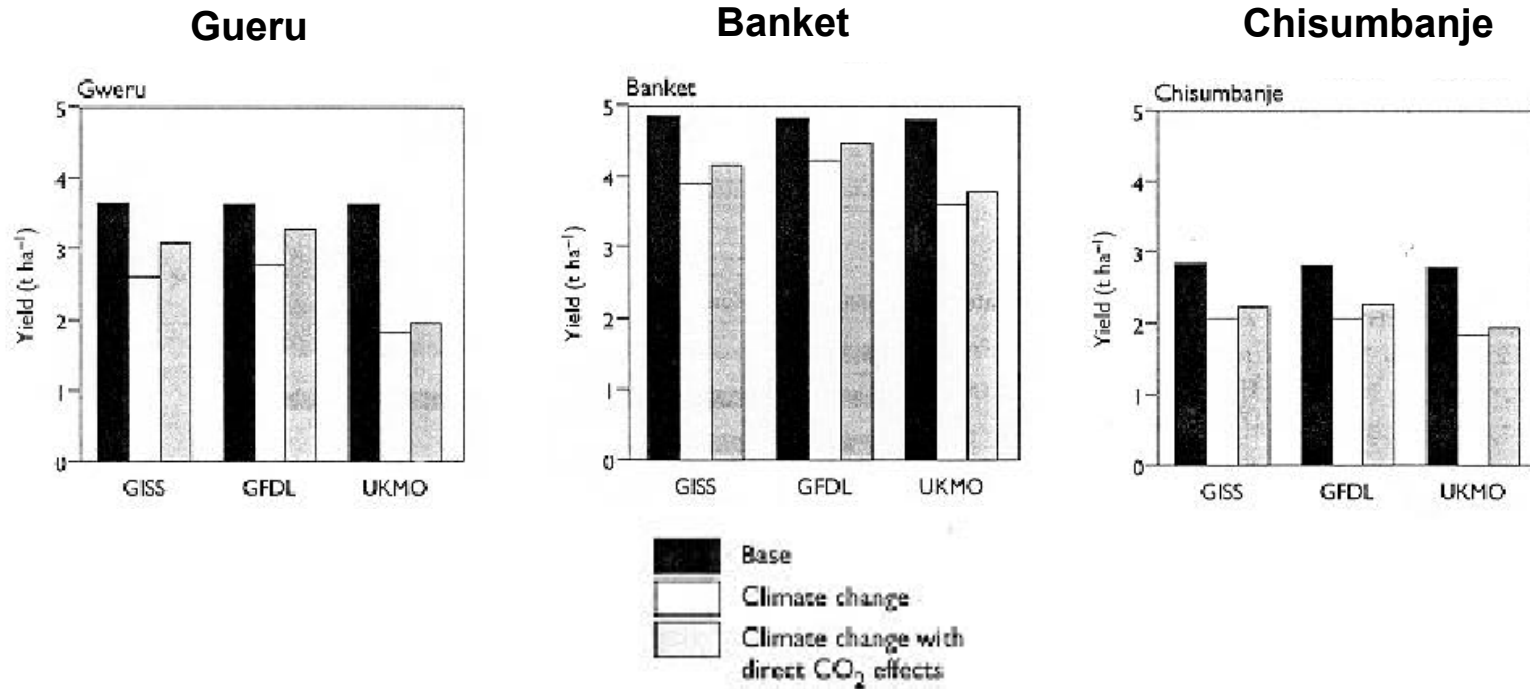 Gueru
Banket
Chisumbanje
Gweru
5
4
3
2
1
0
Yield (t ha⁻¹)
GISS
GFDL
UKMO
Banket
5
4
3
2
1
0
Yield (t ha⁻¹)
GISS
GFDL
UKMO
Chisumbanje
5
4
3
2
1
0
Yield (t ha⁻¹)
GISS
GFDL
UKMO
Base
Climate change
Climate change with
direct CO₂ effects